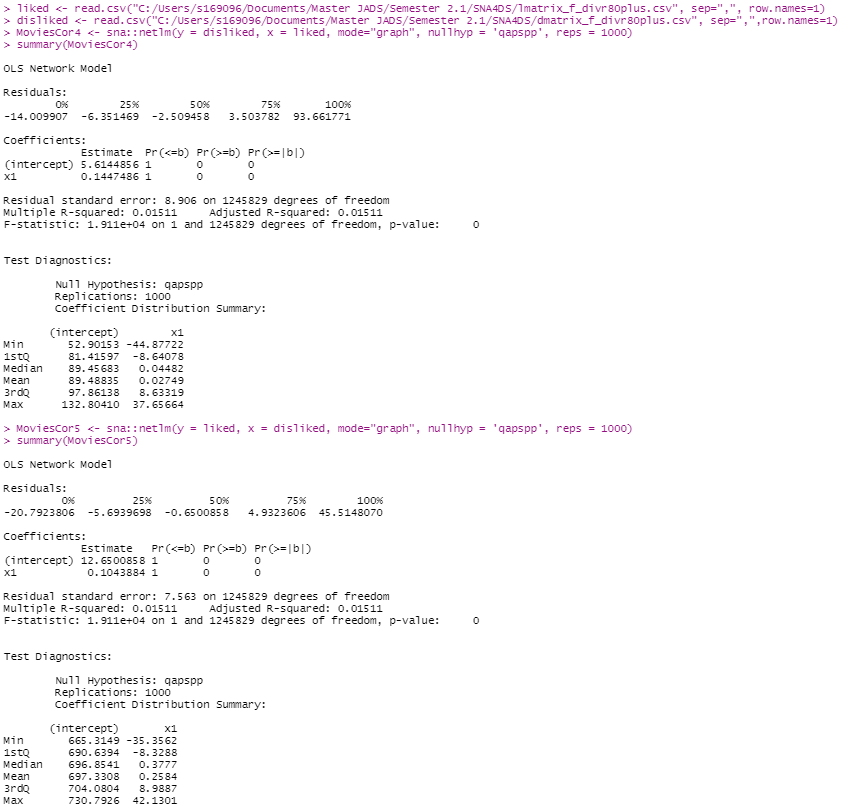 > liked <- read.csv("C:/Users/s169096/Documents/Master JADS/Semester 2.1/SNA4DS/lmatrix_f_divr80plus.csv", sep=",", row.names=1)
> disliked <- read.csv("C:/Users/s169096/Documents/Master JADS/Semester 2.1/SNA4DS/dmatrix_f_divr80plus.csv", sep=",",row.names=1)
> MoviesCor4 <- sna::netlm(y = disliked, x = liked, mode="graph", nullhyp = 'qapspp', reps = 1000)
> summary(MoviesCor4)
OLS Network Model
Residuals:
0% 25% 50% 75% 100%
-14.009907 -6.351469 -2.509458 3.503782 93.661771
Coefficients:
Estimate Pr(<=b) Pr(>=b) Pr(>=|b|)
(intercept) 5.6144856 1 0 0
x1 0.1447486 1 0 0
Residual standard error: 8.906 on 1245829 degrees of freedom
Multiple R-squared: 0.01511 Adjusted R-squared: 0.01511
F-statistic: 1.911e+04 on 1 and 1245829 degrees of freedom, p-value: 0
Test Diagnostics:
Null Hypothesis: qapspp
Replications: 1000
Coefficient Distribution Summary:
(intercept) x1
Min 52.90153 -44.87722
1stQ 81.41597 -8.64078
Median 89.45683 0.04482
Mean 89.48835 0.02749
3rdQ 97.86138 8.63319
Max 132.80410 37.65664
> MoviesCor5 <- sna::netlm(y = liked, x = disliked, mode="graph", nullhyp = 'qapspp', reps = 1000)
> summary(MoviesCor5)
OLS Network Model
Residuals:
0% 25% 50% 75% 100%
-20.7923806 -5.6939698 -0.6500858 4.9323606 45.5148070
Coefficients:
Estimate Pr(<=b) Pr(>=b) Pr(>=|b|)
(intercept) 12.6500858 1 0 0
x1 0.1043884 1 0 0
Residual standard error: 7.563 on 1245829 degrees of freedom
Multiple R-squared: 0.01511 Adjusted R-squared: 0.01511
F-statistic: 1.911e+04 on 1 and 1245829 degrees of freedom, p-value: 0
Test Diagnostics:
Null Hypothesis: qapspp
Replications: 1000
Coefficient Distribution Summary:
(intercept) x1
Min 665.3149 -35.3562
1stQ 690.6394 -8.3288
Median 696.8541 0.3777
Mean 697.3308 0.2584
3rdQ 704.0804 8.9887
Max 730.7926 42.1301